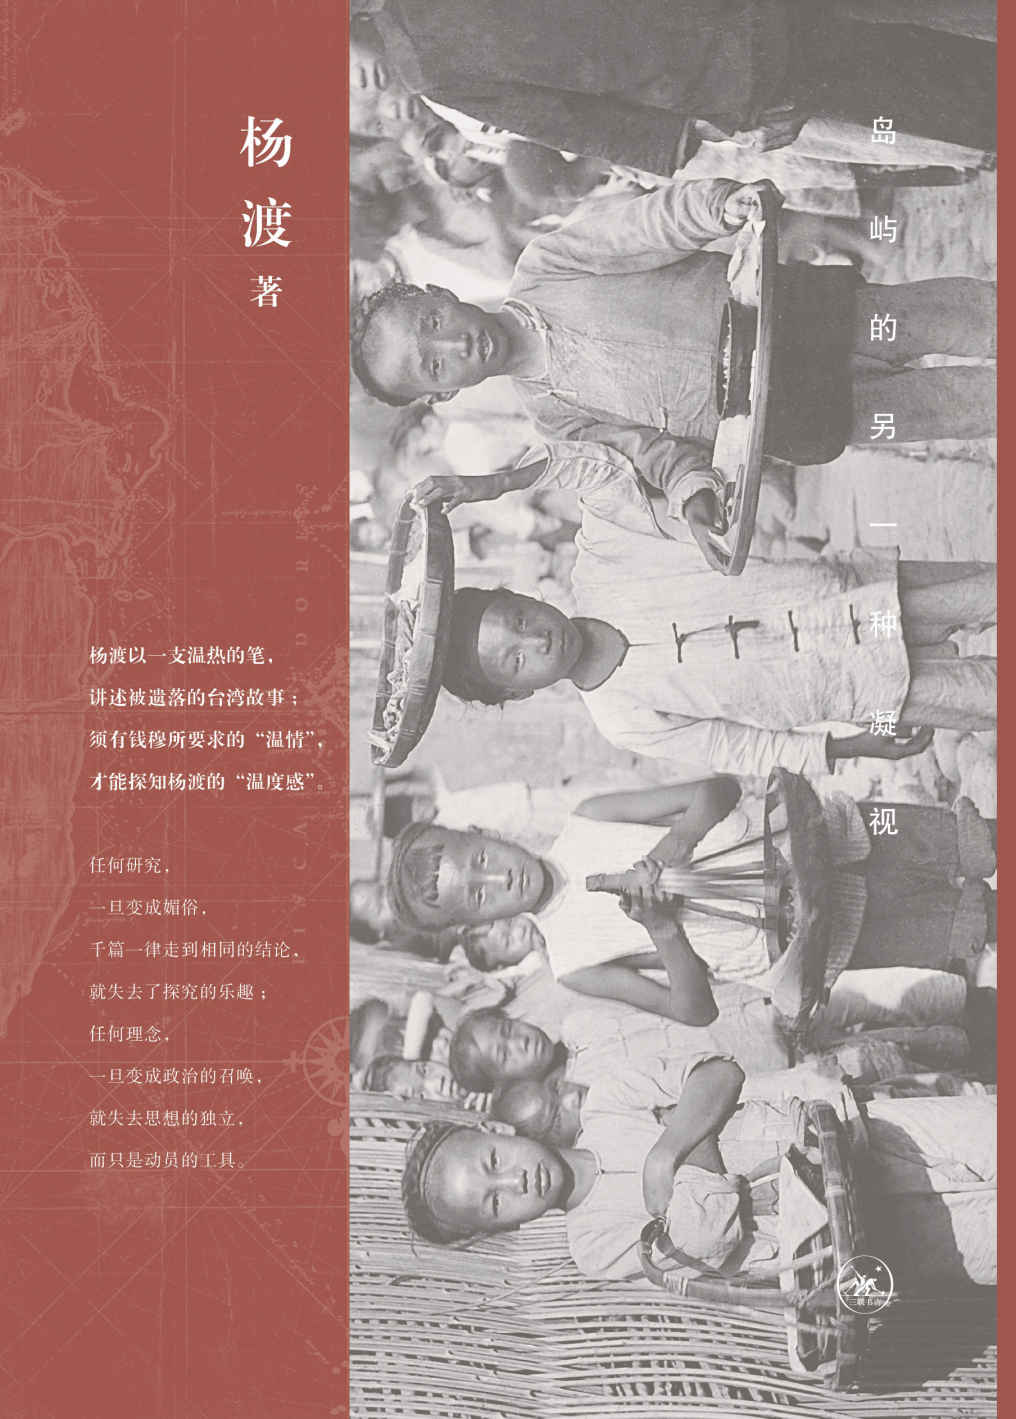 杨渡
著
岛屿的另一种凝视
杨渡以一支温热的笔，
讲述被遗落的台湾故事；
须有钱穆所要求的“温情”，
才能探知杨渡的“温度感”。
任何研究，
一旦变成媚俗，
千篇一律走到相同的结论，
就失去了探究的乐趣；
任何理念，
一旦变成政治的召唤，
就失去思想的独立，
而只是动员的工具。
三联书店